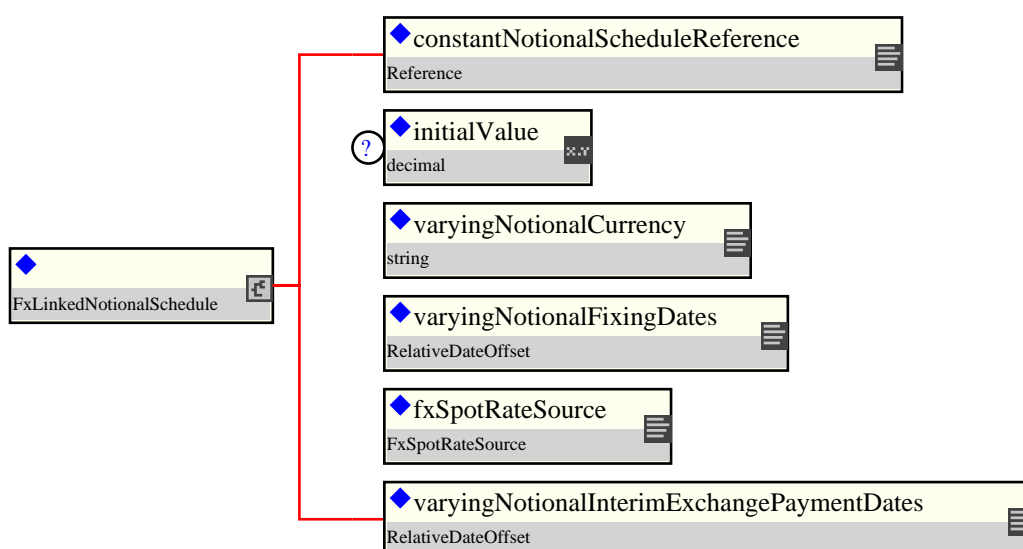 constantNotionalScheduleReference
Reference
?
initialValue
x.Y
decimal
varyingNotionalCurrency
string
FxLinkedNotionalSchedule
varyingNotionalFixingDates
RelativeDateOffset
fxSpotRateSource
FxSpotRateSource
varyingNotionalInterimExchangePaymentDates
RelativeDateOffset